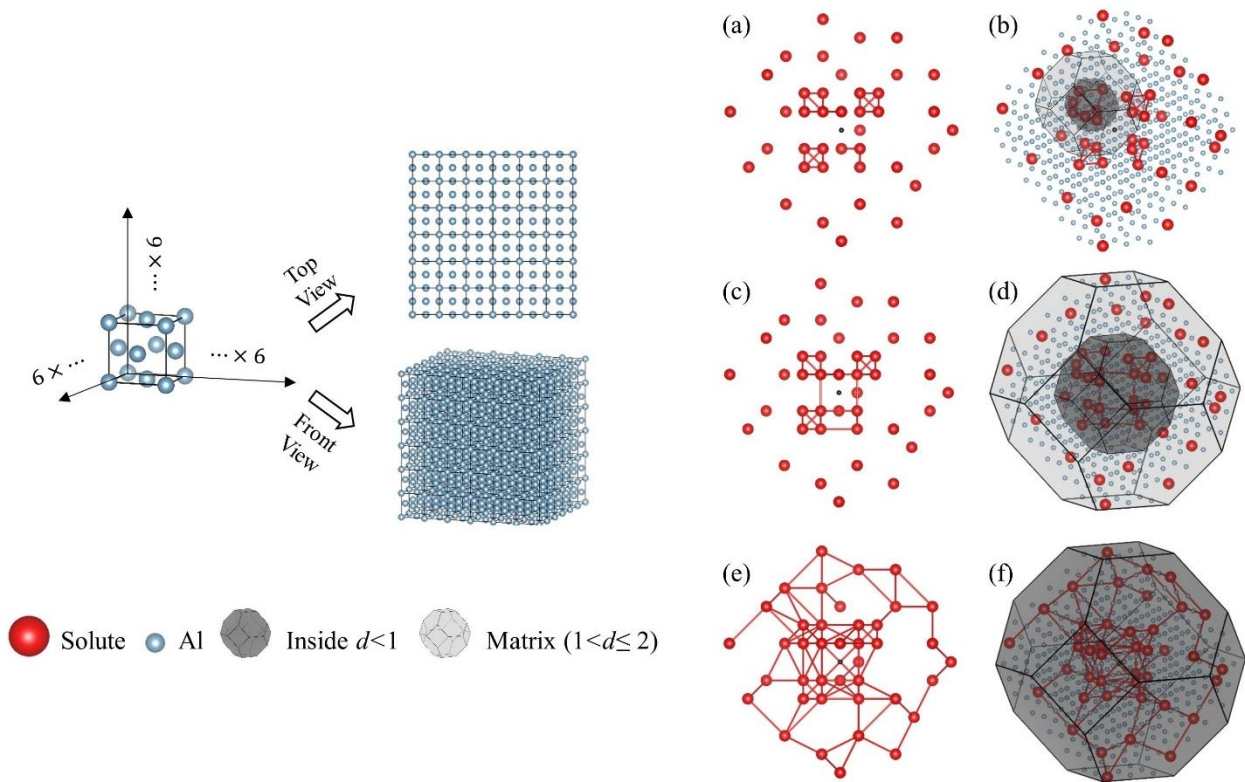 (a)
(b)
··· × 6
Top
View
6 × ···
··· × 6
(c)
(d)
Front
View
(e)
(f)
Solute
Al
Inside d<1
Matrix (1<d≤ 2)